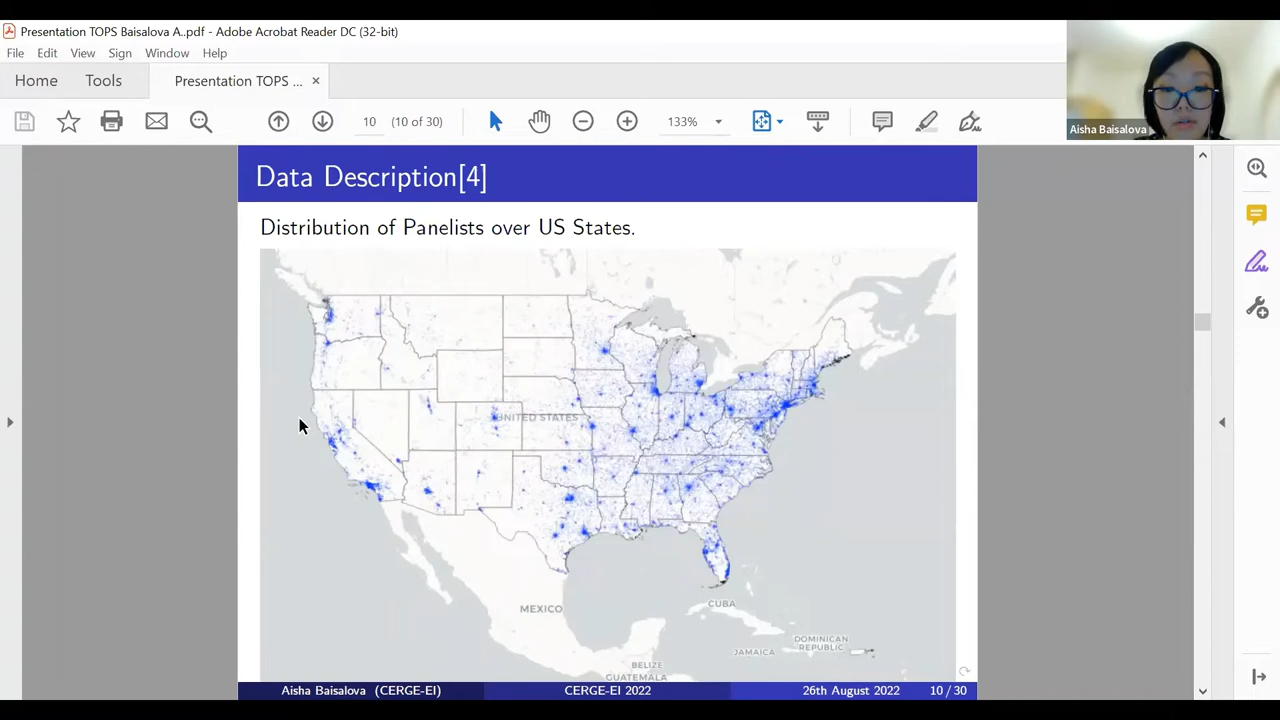 Presentation TOPS Baisalova A..pdf - Adobe Acrobat Reader DC (32-bit)
File Edit View Sign Window Help
Home Tools Presentation TOPS ... ×
10 (10 of 30) 133%
Aisha Baisalova
Data Description[4]
Distribution of Panelists over US States.
UNITED STATES
MEXICO
CUBA
DOMINICAN
REPUBLIC
JAMAICA
BELIZE
GUATEMALA
Aisha Baisalova (CERGE-EI) CERGE-EI 2022 26th August 2022 10 / 30